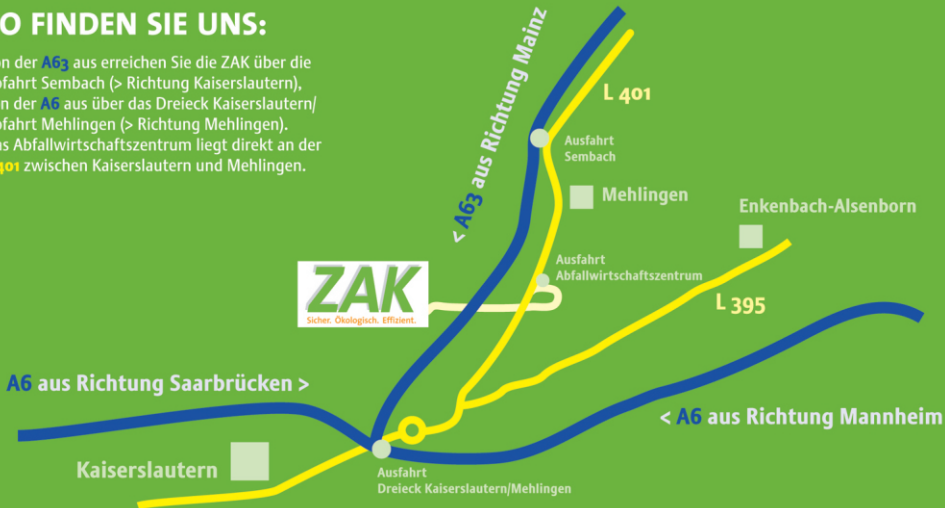 O FINDEN SIE UNS:
on der A63 aus erreichen Sie die ZAK über die
bfahrt Sembach (> Richtung Kaiserslautern),
on der A6 aus über das Dreieck Kaiserslautern/
bfahrt Mehlingen (> Richtung Mehlingen).
as Abfallwirtschaftszentrum liegt direkt an der
401 zwischen Kaiserslautern und Mehlingen.
< A63 aus Richtung Mainz
L 401
Ausfahrt
Sembach
Mehlingen
Enkenbach-Alsenborn
Ausfahrt
Abfallwirtschaftszentrum
ZAK
Sicher. Ökologisch. Effizient.
L 395
A6 aus Richtung Saarbrücken >
< A6 aus Richtung Mannheim
Kaiserslautern
Ausfahrt
Dreieck Kaiserslautern/Mehlingen